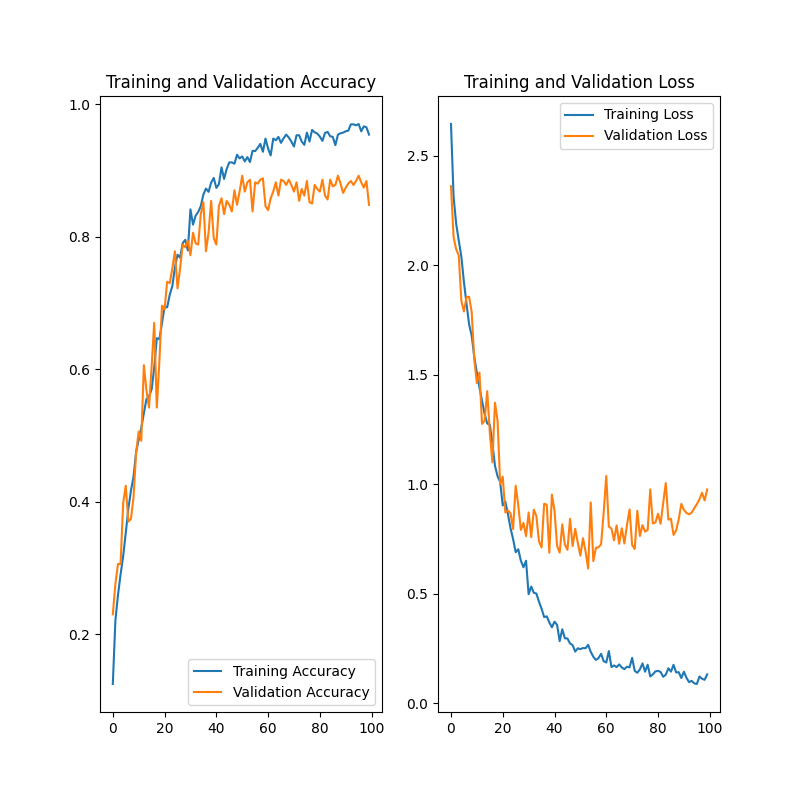 Training and Validation Accuracy
1.0
0.8
0.6
0.4
0.2
0 20 40 60 80 100
Training Accuracy
Validation Accuracy
Training and Validation Loss
2.5
2.0
1.5
1.0
0.5
0.0
0 20 40 60 80 100
Training Loss
Validation Loss